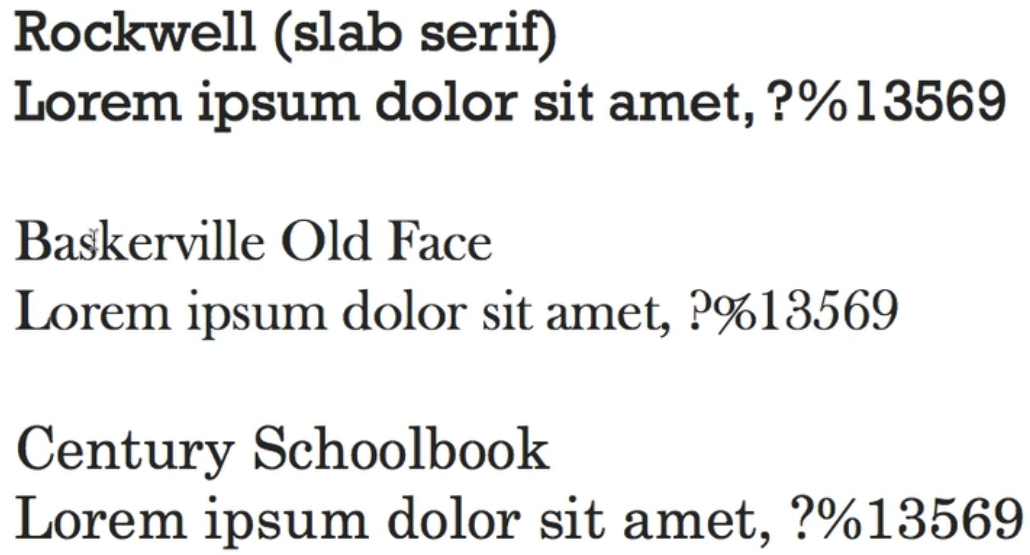 Rockwell (slab serif)
Lorem ipsum dolor sit amet, ?%13569
Baskerville Old Face
Lorem ipsum dolor sit amet, ?%13569
Century Schoolbook
Lorem ipsum dolor sit amet, ?%13569